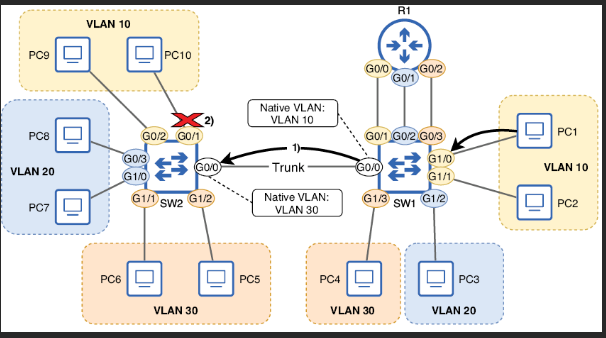 R1
VLAN 10
PC9
PC10
G0/0
G0/1
G0/2
2)
Native VLAN:
VLAN 10
PC8
G0/2
G0/1
G0/1
G0/2
G0/3
PC1
VLAN 20
G0/3
G1/0
1)
G0/0
Trunk
G0/0
G1/0
G1/1
VLAN 10
PC7
SW2
Native VLAN:
VLAN 30
SW1
PC2
G1/1
G1/2
G1/3
G1/2
PC6
PC5
PC4
PC3
VLAN 30
VLAN 30
VLAN 20